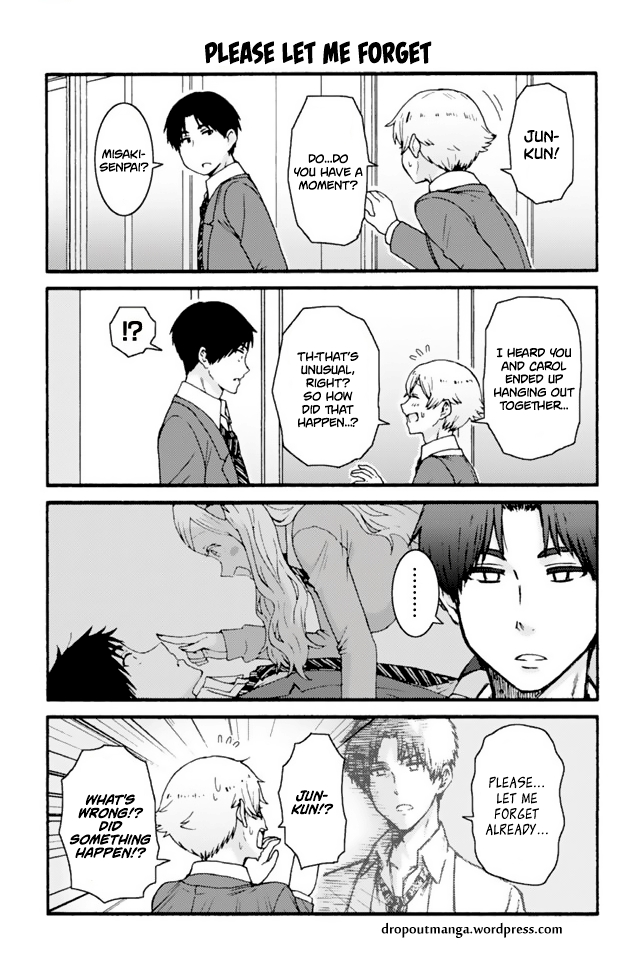 PLEASE LET ME FORGET
JUN-
KUN!
DO...DO
YOU HAVE A
MOMENT?
MISAKI-
SENPAI?
I HEARD YOU
AND CAROL
ENDED UP
HANGING OUT
TOGETHER...
TH-THAT'S
UNUSUAL,
RIGHT?
SO HOW
DID THAT
HAPPEN..?
!?
........
PLEASE...
LET ME
FORGET
ALREADY...
JUN-
KUN!?
WHAT'S
WRONG!?
DID
SOMETHING
HAPPEN!?
dropoutmanga.wordpress.com